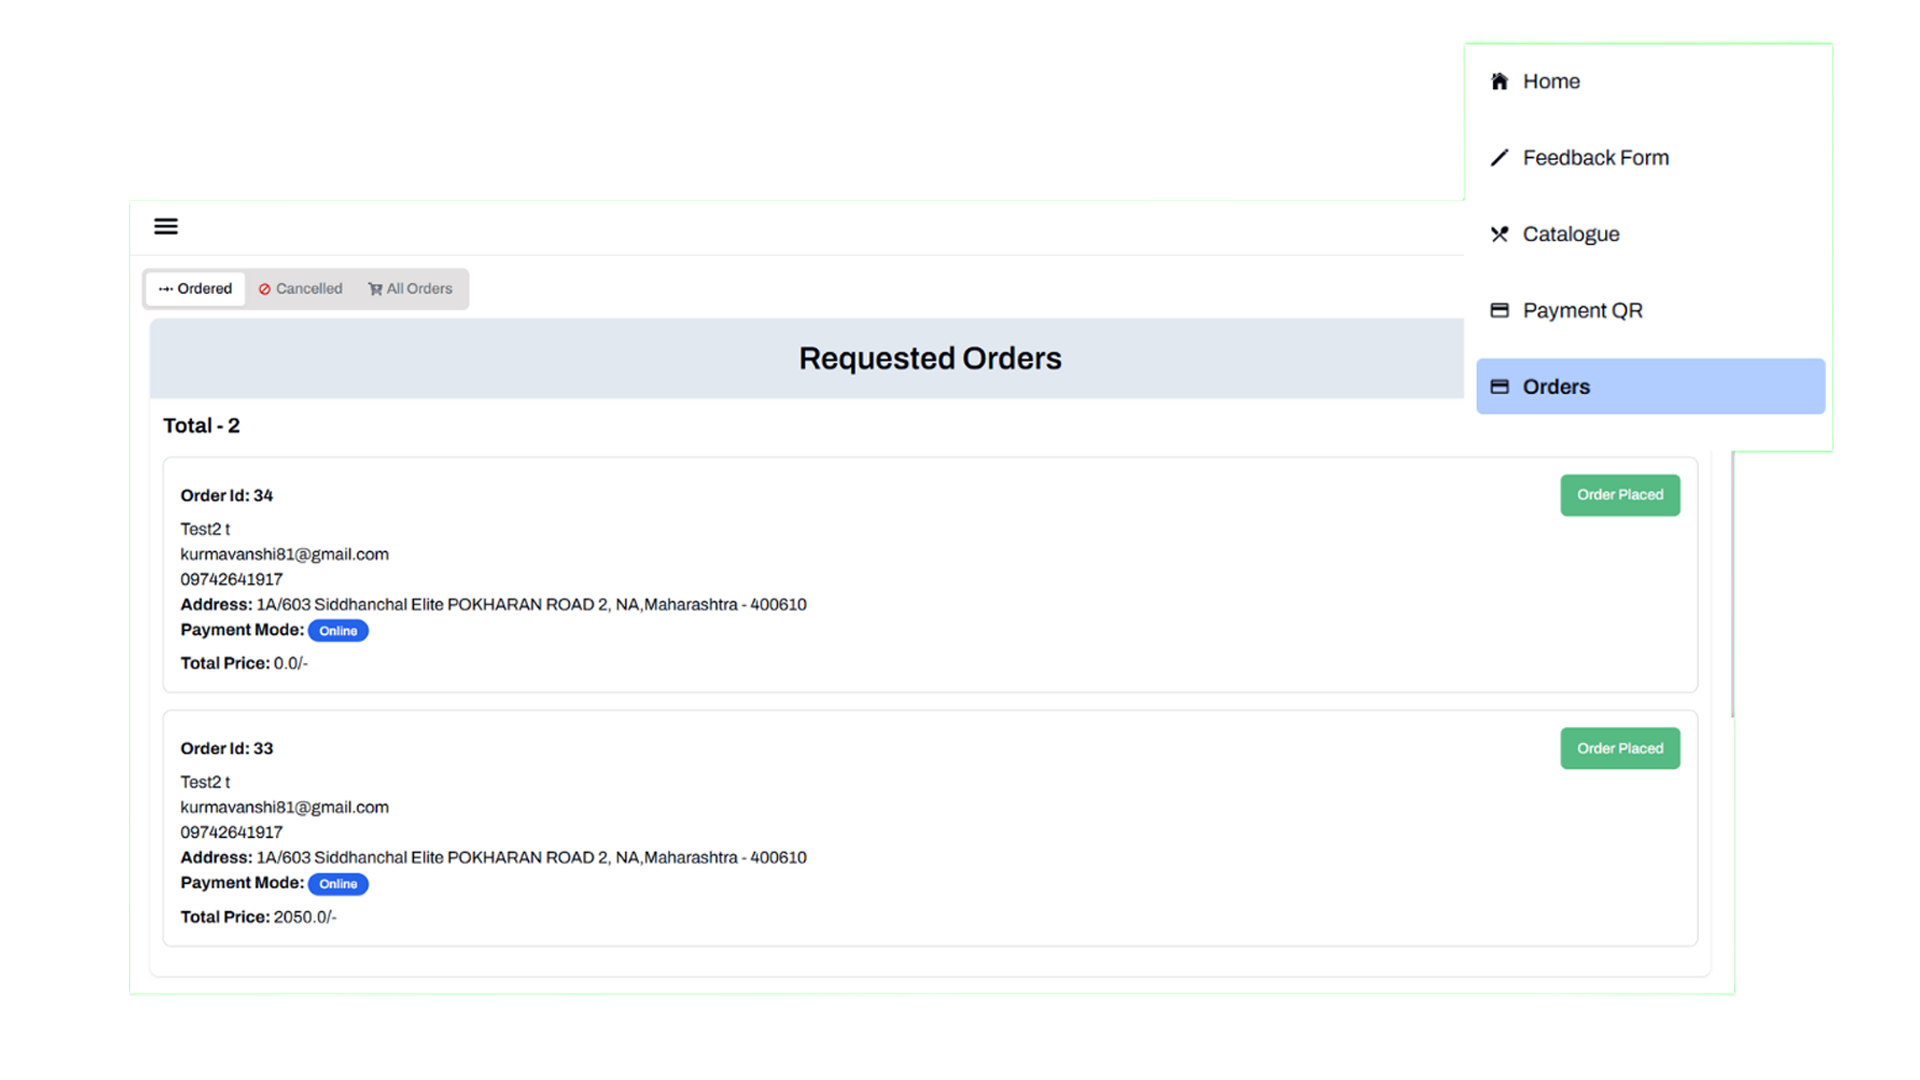 Home
Feedback Form
Catalogue
Payment QR
Orders
Ordered Cancelled All Orders
Requested Orders
Total - 2
Order Id: 34 Order Placed
Test2 t
kurmavanshi81@gmail.com
09742641917
Address: 1A/603 Siddhanchal Elite POKHARAN ROAD 2, NA,Maharashtra - 400610
Payment Mode: Online
Total Price: 0.0/-
Order Id: 33 Order Placed
Test2 t
kurmavanshi81@gmail.com
09742641917
Address: 1A/603 Siddhanchal Elite POKHARAN ROAD 2, NA,Maharashtra - 400610
Payment Mode: Online
Total Price: 2050.0/-